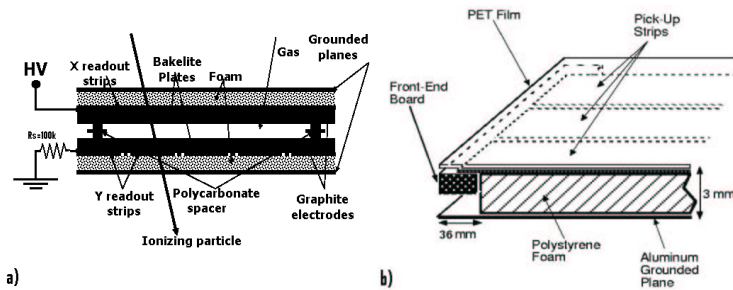 HV
X readout
strips
Bakelite
Plates
Foam
Gas
Grounded
planes
Rs=100k
Y readout
strips
Polycarbonate
spacer
Graphite
electrodes
Ionizing particle
a)
PET Film
Pick-Up
Strips
Front-End
Board
3 mm
36 mm
Polystyrene
Foam
Aluminum
Grounded
Plane
b)